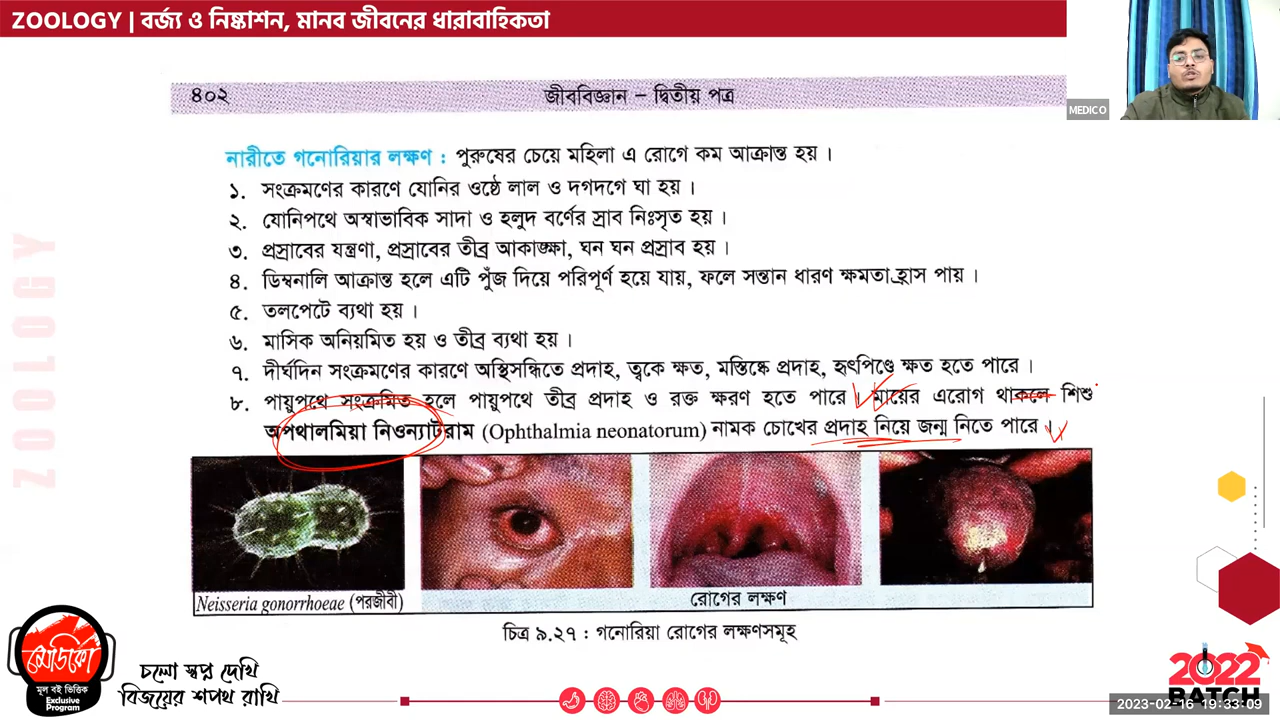 ZOOLOGY | বর্জ্য ও নিষ্কাশন, মানব জীবনের ধারাবাহিকতা
MEDICO
৪০২ জীববিজ্ঞান – দ্বিতীয় পত্র
নারীতে গনোরিয়ার লক্ষণ : পুরুষের চেয়ে মহিলা এ রোগে কম আক্রান্ত হয়।
১. সংক্রমণের কারণে যোনির ওষ্ঠে লাল ও দগদগে ঘা হয়।
২. যোনিপথে অস্বাভাবিক সাদা ও হলুদ বর্ণের স্রাব নিঃসৃত হয়।
৩. প্রস্রাবের যন্ত্রণা, প্রস্রাবের তীব্র আকাঙ্ক্ষা, ঘন ঘন প্রস্রাব হয়।
৪. ডিম্বনালি আক্রান্ত হলে এটি পুঁজ দিয়ে পরিপূর্ণ হয়ে যায়, ফলে সন্তান ধারণ ক্ষমতা হ্রাস পায়।
৫. তলপেটে ব্যথা হয়।
৬. মাসিক অনিয়মিত হয় ও তীব্র ব্যথা হয়।
৭. দীর্ঘদিন সংক্রমণের কারণে অস্থিসন্ধিতে প্রদাহ, ত্বকে ক্ষত, মস্তিষ্কে প্রদাহ, হৃৎপিণ্ডে ক্ষত হতে পারে।
৮. পায়ুপথে সংক্রমিত হলে পায়ুপথে তীব্র প্রদাহ ও রক্ত ক্ষরণ হতে পারে। মায়ের এরোগ থাকলে শিশু
অপথালমিয়া নিওন্যাটরাম (Ophthalmia neonatorum) নামক চোখের প্রদাহ নিয়ে জন্ম নিতে পারে।
Neisseria gonorrhoeae (পরজীবী)
রোগের লক্ষণ
চিত্র ৯.২৭ : গনোরিয়া রোগের লক্ষণসমূহ
ZOOLOGY
মেডিকো
মূল বই ভিত্তিক
Exclusive
Program
চলো স্বপ্ন দেখি
বিজয়ের শপথ রাখি
2022
BATCH
2023-02-16 19:33:09